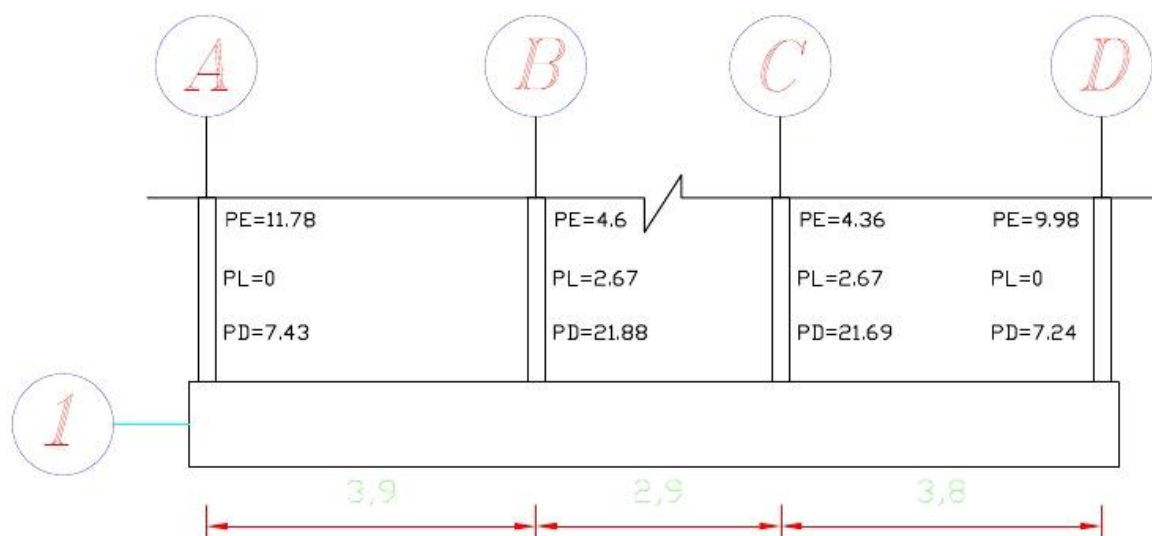 A B C D
PE=11.78 PE=4.6 PE=4.36 PE=9.98
PL=0 PL=2.67 PL=2.67 PL=0
PD=7.43 PD=21.88 PD=21.69 PD=7.24
1
3,9 2,9 3,8